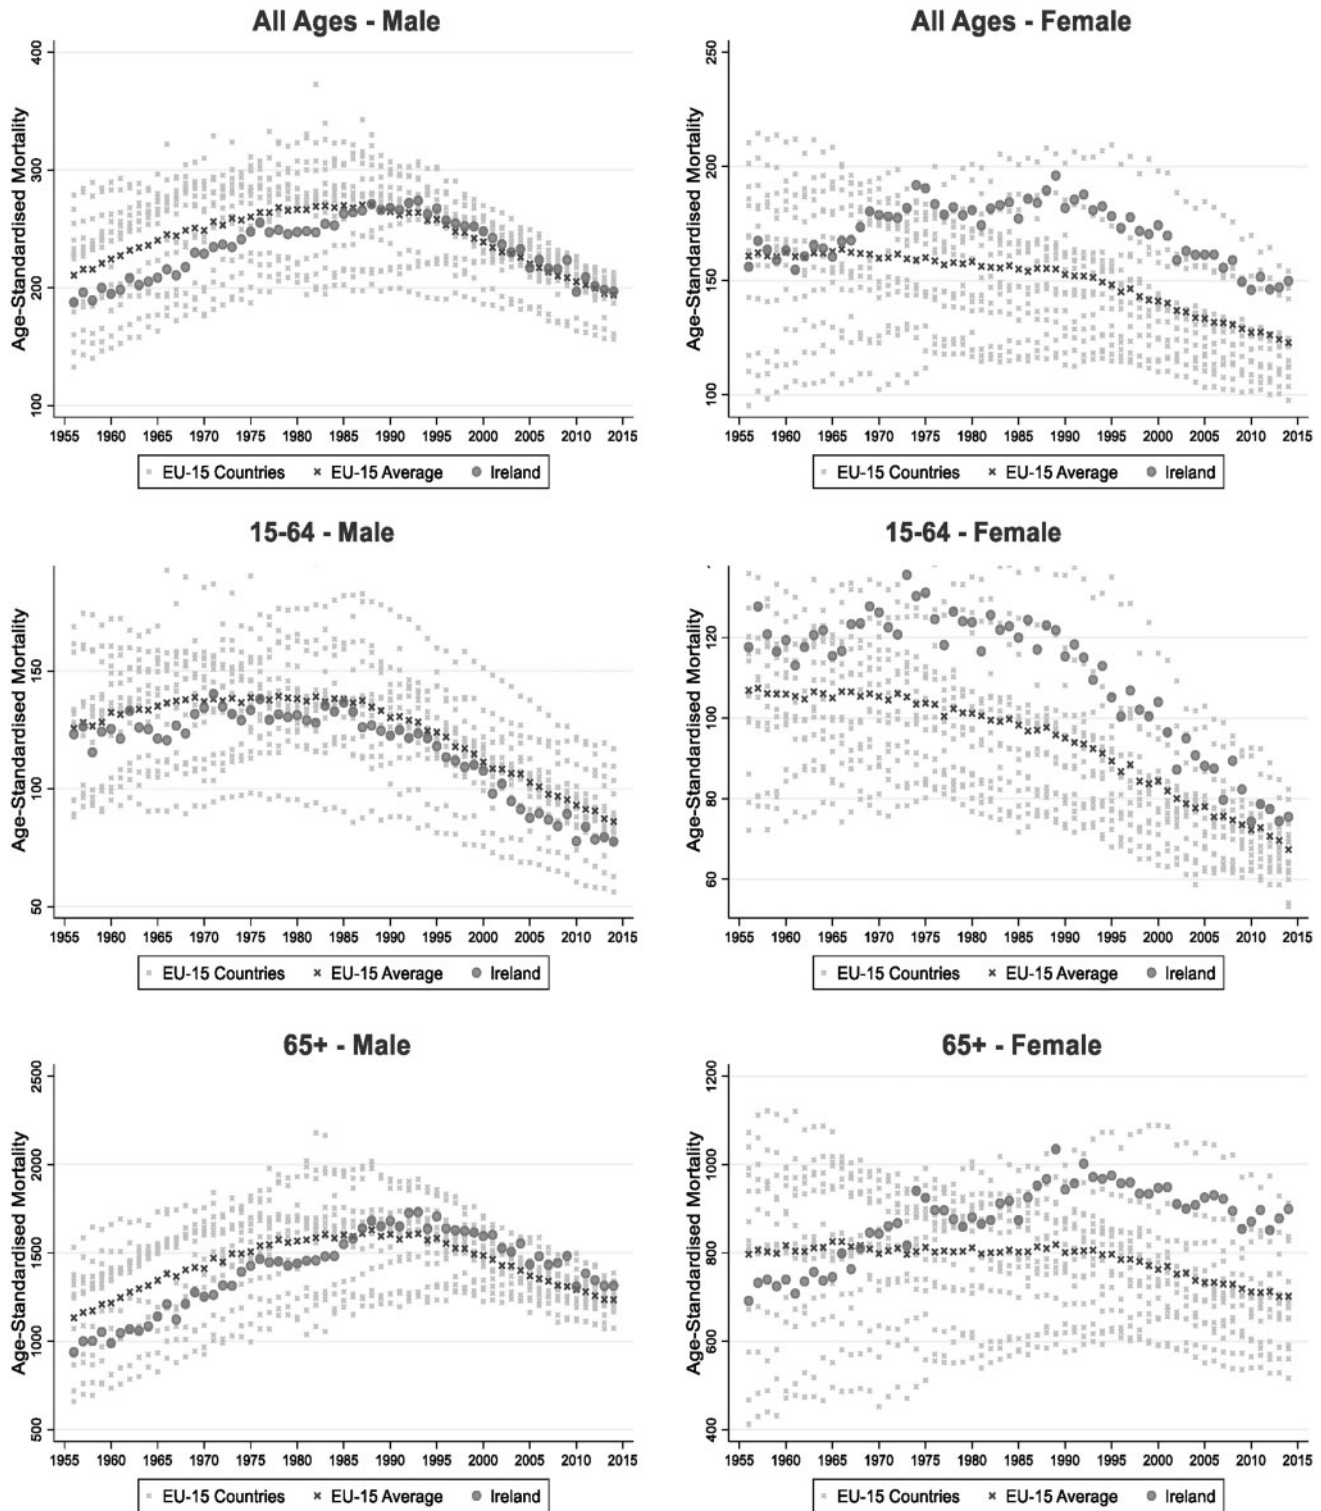 All Ages - Male
Age-Standardised Mortality
400
300
200
100
1955 1960 1965 1970 1975 1980 1985 1990 1995 2000 2005 2010 2015
EU-15 Countries EU-15 Average Ireland
All Ages - Female
Age-Standardised Mortality
250
200
150
100
1955 1960 1965 1970 1975 1980 1985 1990 1995 2000 2005 2010 2015
EU-15 Countries EU-15 Average Ireland
15-64 - Male
Age-Standardised Mortality
150
100
50
1955 1960 1965 1970 1975 1980 1985 1990 1995 2000 2005 2010 2015
EU-15 Countries EU-15 Average Ireland
15-64 - Female
Age-Standardised Mortality
120
100
80
60
1955 1960 1965 1970 1975 1980 1985 1990 1995 2000 2005 2010 2015
EU-15 Countries EU-15 Average Ireland
65+ - Male
Age-Standardised Mortality
2500
2000
1500
1000
500
1955 1960 1965 1970 1975 1980 1985 1990 1995 2000 2005 2010 2015
EU-15 Countries EU-15 Average Ireland
65+ - Female
Age-Standardised Mortality
1200
1000
800
600
400
1955 1960 1965 1970 1975 1980 1985 1990 1995 2000 2005 2010 2015
EU-15 Countries EU-15 Average Ireland